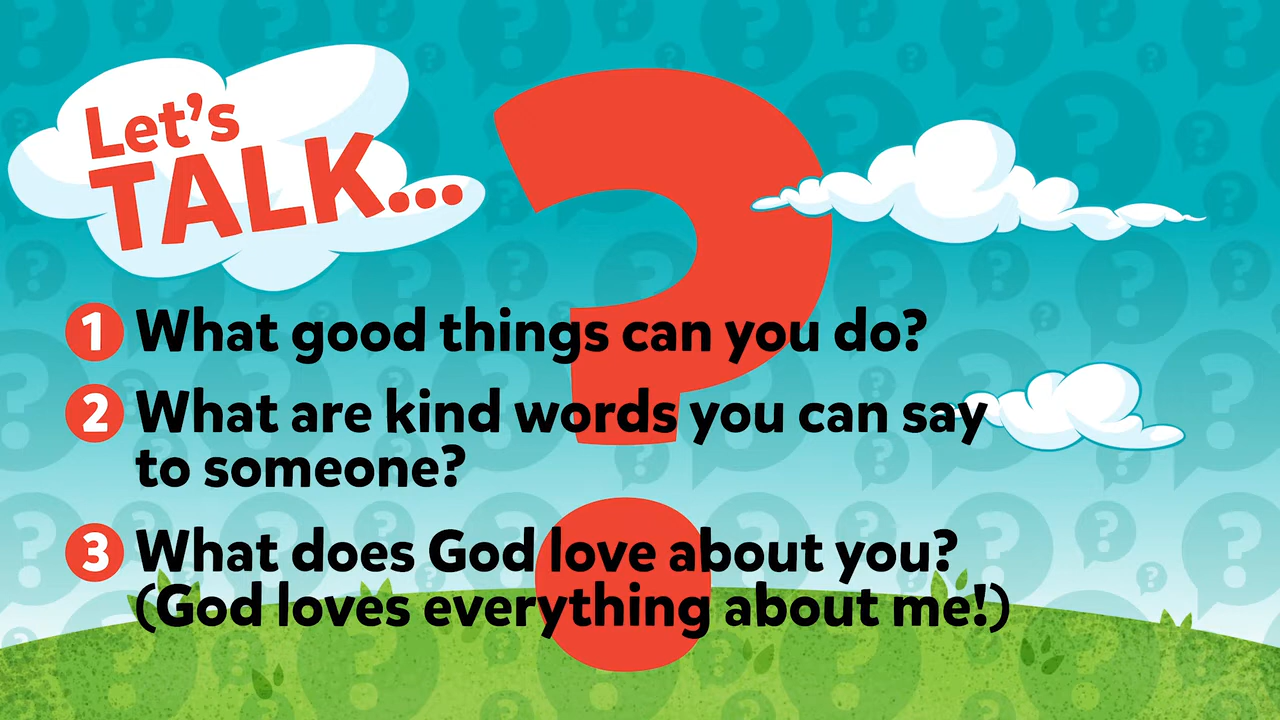 Let's
TALK...
1 What good things can you do?
2 What are kind words you can say
to someone?
3 What does God love about you?
(God loves everything about me!)